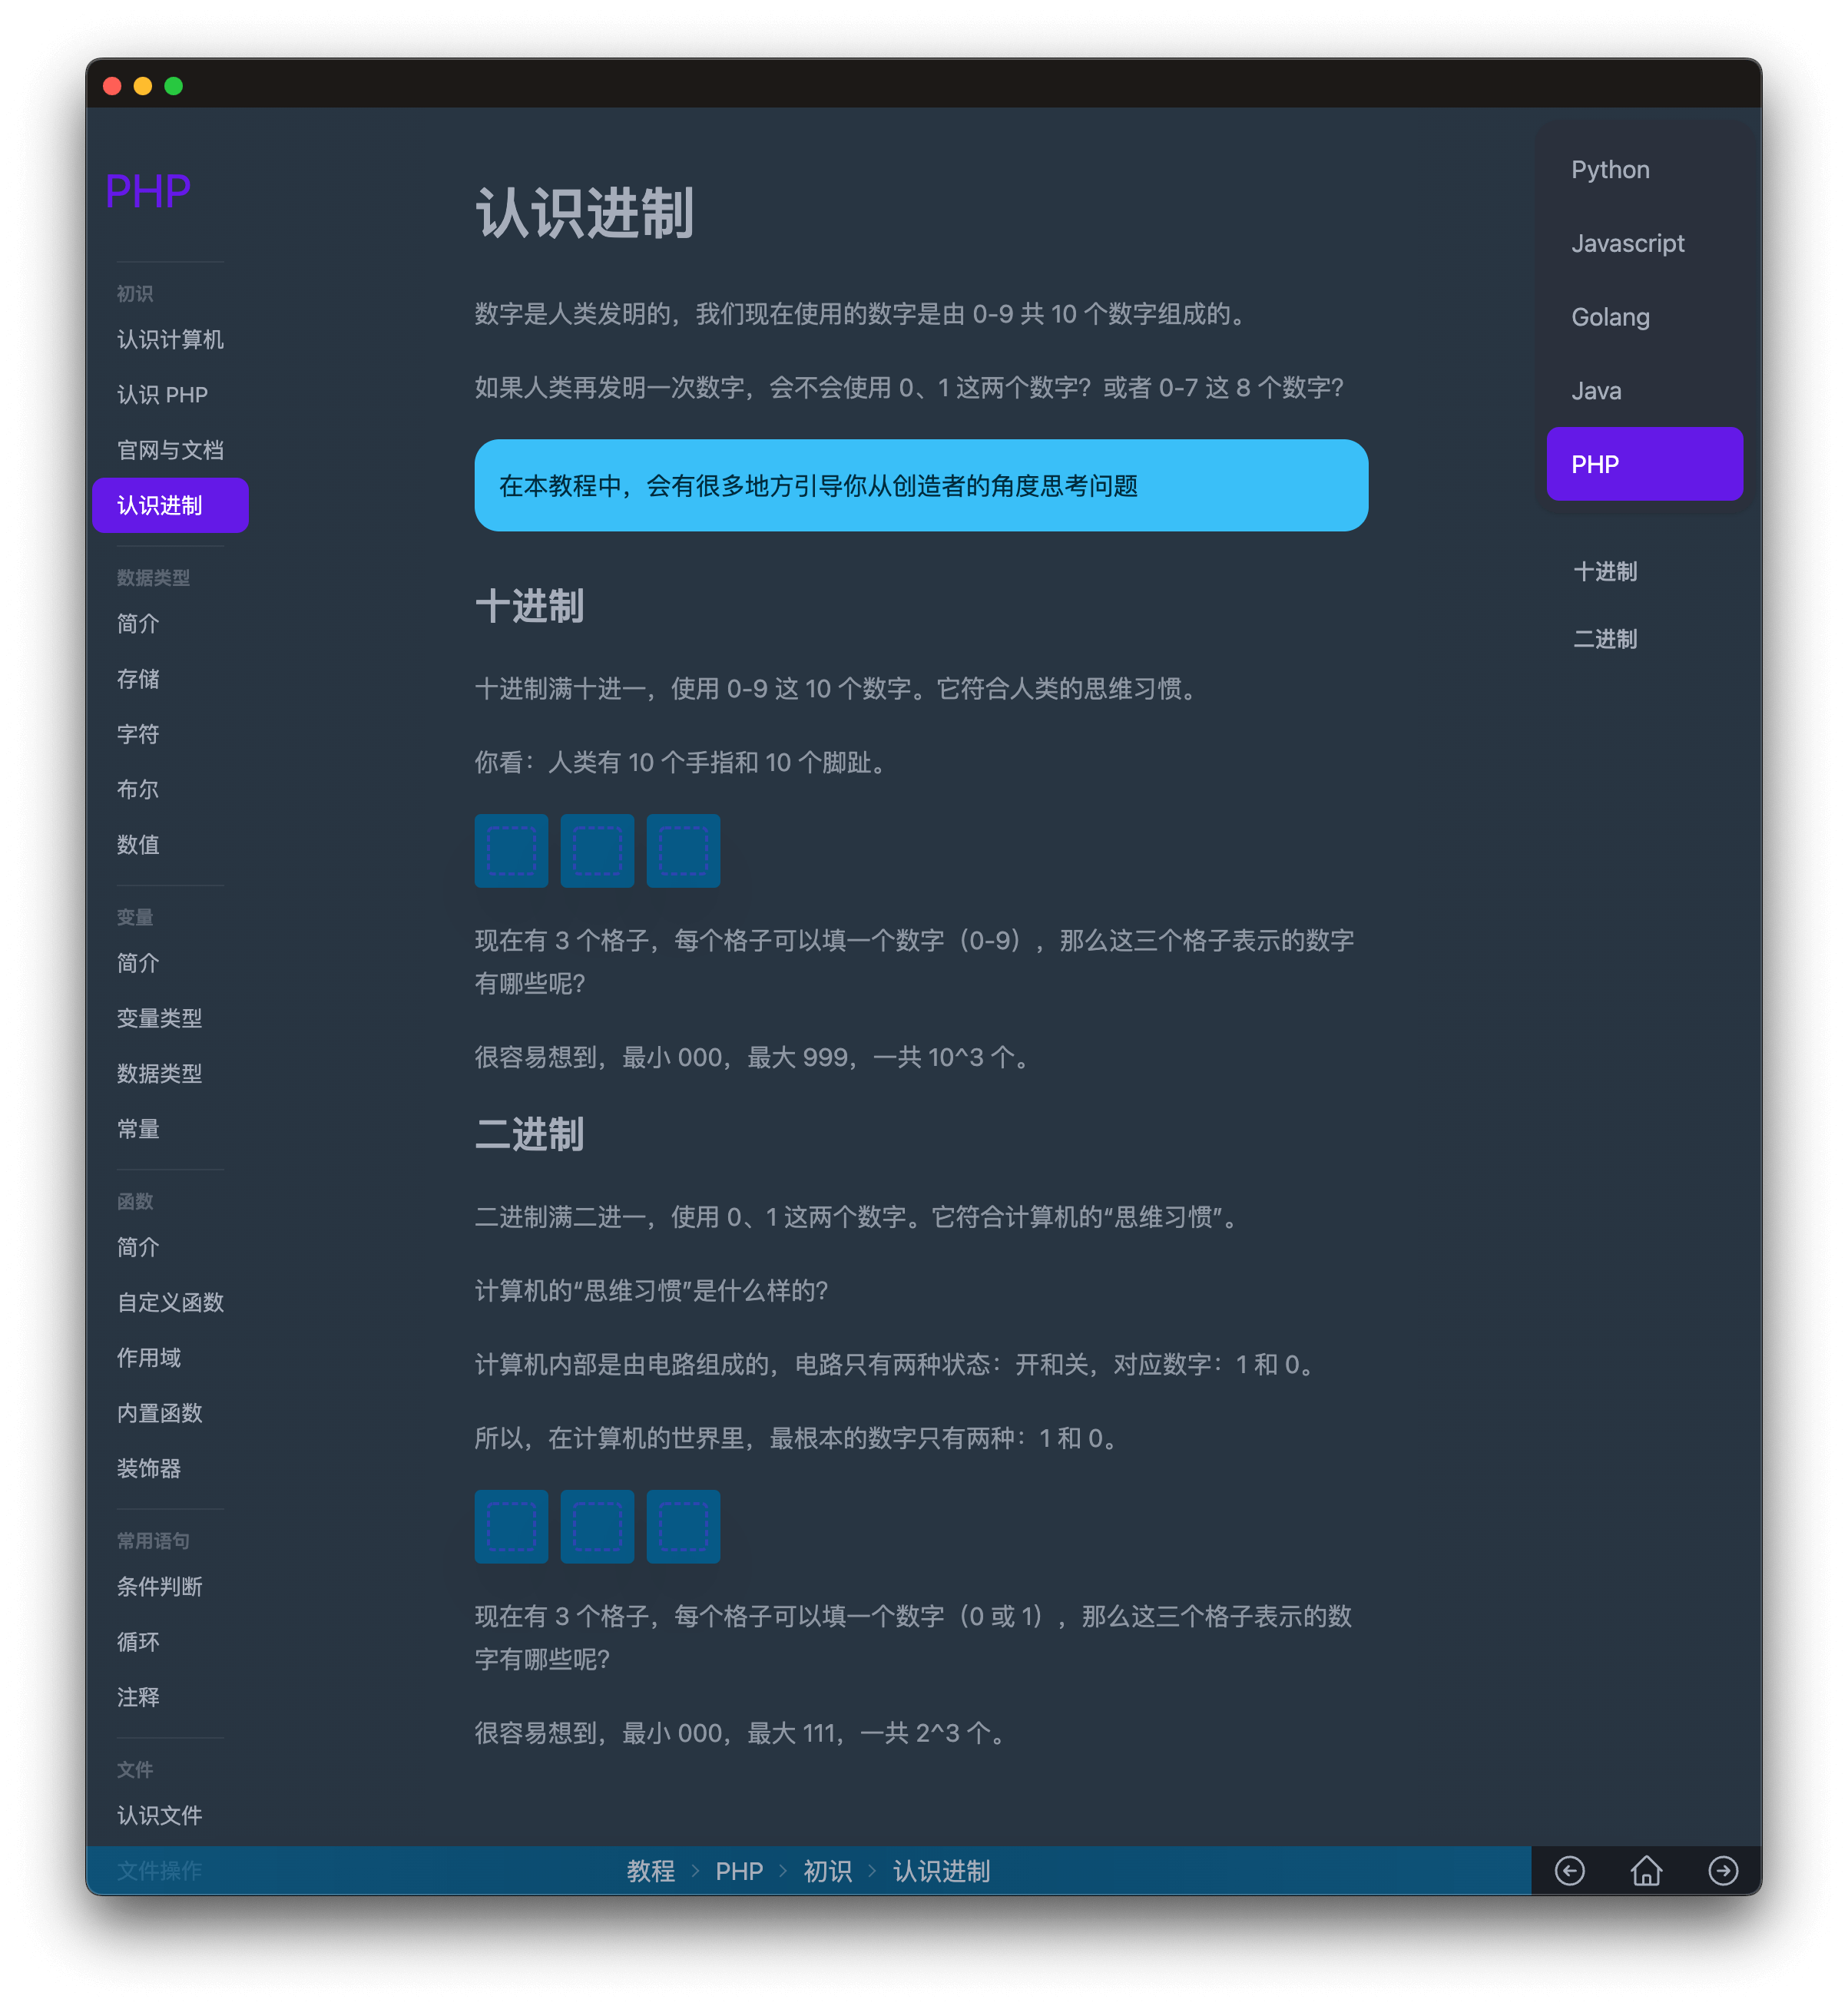 PHP
初识
认识计算机
认识 PHP
官网与文档
认识进制
数据类型
简介
存储
字符
布尔
数值
变量
简介
变量类型
数据类型
常量
函数
简介
自定义函数
作用域
内置函数
装饰器
常用语句
条件判断
循环
注释
文件
认识文件
文件操作
认识进制
数字是人类发明的，我们现在使用的数字是由 0-9 共 10 个数字组成的。
如果人类再发明一次数字，会不会使用 0、1 这两个数字？或者 0-7 这 8 个数字？
在本教程中，会有很多地方引导你从创造者的角度思考问题
十进制
十进制满十进一，使用 0-9 这 10 个数字。它符合人类的思维习惯。
你看：人类有 10 个手指和 10 个脚趾。
现在有 3 个格子，每个格子可以填一个数字（0-9），那么这三个格子表示的数字
有哪些呢？
很容易想到，最小 000，最大 999，一共 10^3 个。
二进制
二进制满二进一，使用 0、1 这两个数字。它符合计算机的“思维习惯”。
计算机的“思维习惯”是什么样的？
计算机内部是由电路组成的，电路只有两种状态：开和关，对应数字：1 和 0。
所以，在计算机的世界里，最根本的数字只有两种：1 和 0。
现在有 3 个格子，每个格子可以填一个数字（0 或 1），那么这三个格子表示的数
字有哪些呢？
很容易想到，最小 000，最大 111，一共 2^3 个。
Python
Javascript
Golang
Java
PHP
十进制
二进制
教程 > PHP > 初识 > 认识进制